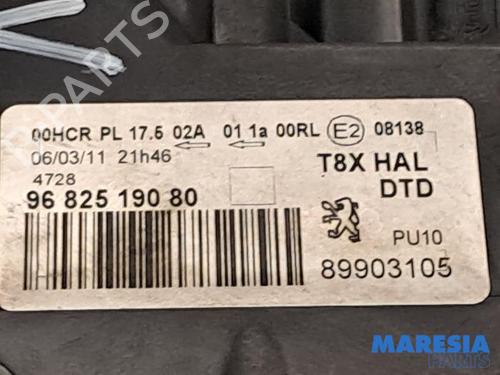 00HCR PL 17.5 02A 01 1a 00RL E2 08138
06/03/11 21h46
4728
T8X HAL
DTD
96 825 190 80
PU10
89903105
B-PARTS
MARESIA
PARTS